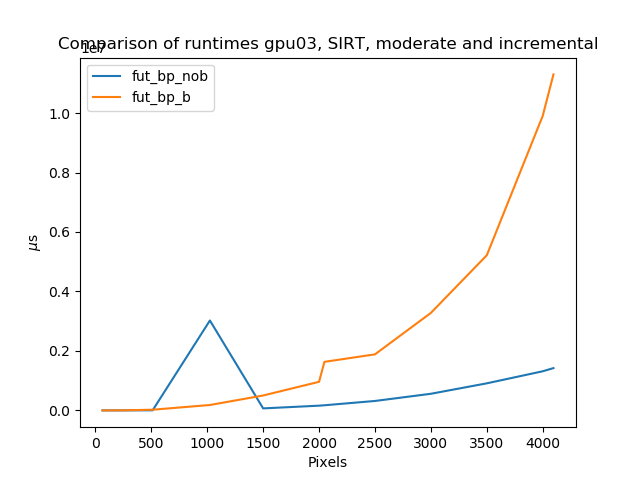 Comparison of runtimes gpu03, SIRT, moderate and incremental
1e7
fut_bp_nob
fut_bp_b
1.0
0.8
0.6
0.4
0.2
0.0
μs
0 500 1000 1500 2000 2500 3000 3500 4000
Pixels